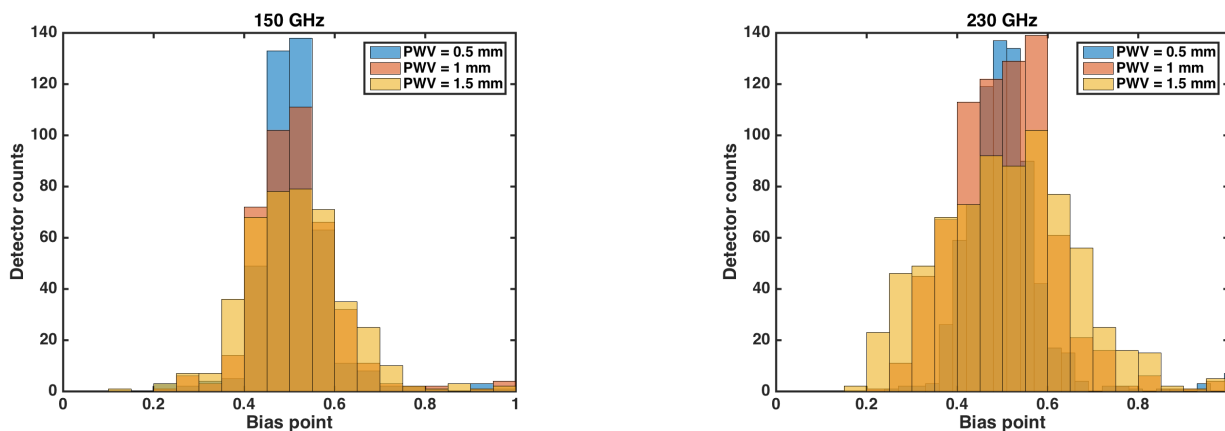 150 GHz
140
120
100
80
60
40
20
0
Detector counts
0 0.2 0.4 0.6 0.8 1
Bias point
PWV = 0.5 mm
PWV = 1 mm
PWV = 1.5 mm
230 GHz
140
120
100
80
60
40
20
0
Detector counts
0 0.2 0.4 0.6 0.8
Bias point
PWV = 0.5 mm
PWV = 1 mm
PWV = 1.5 mm